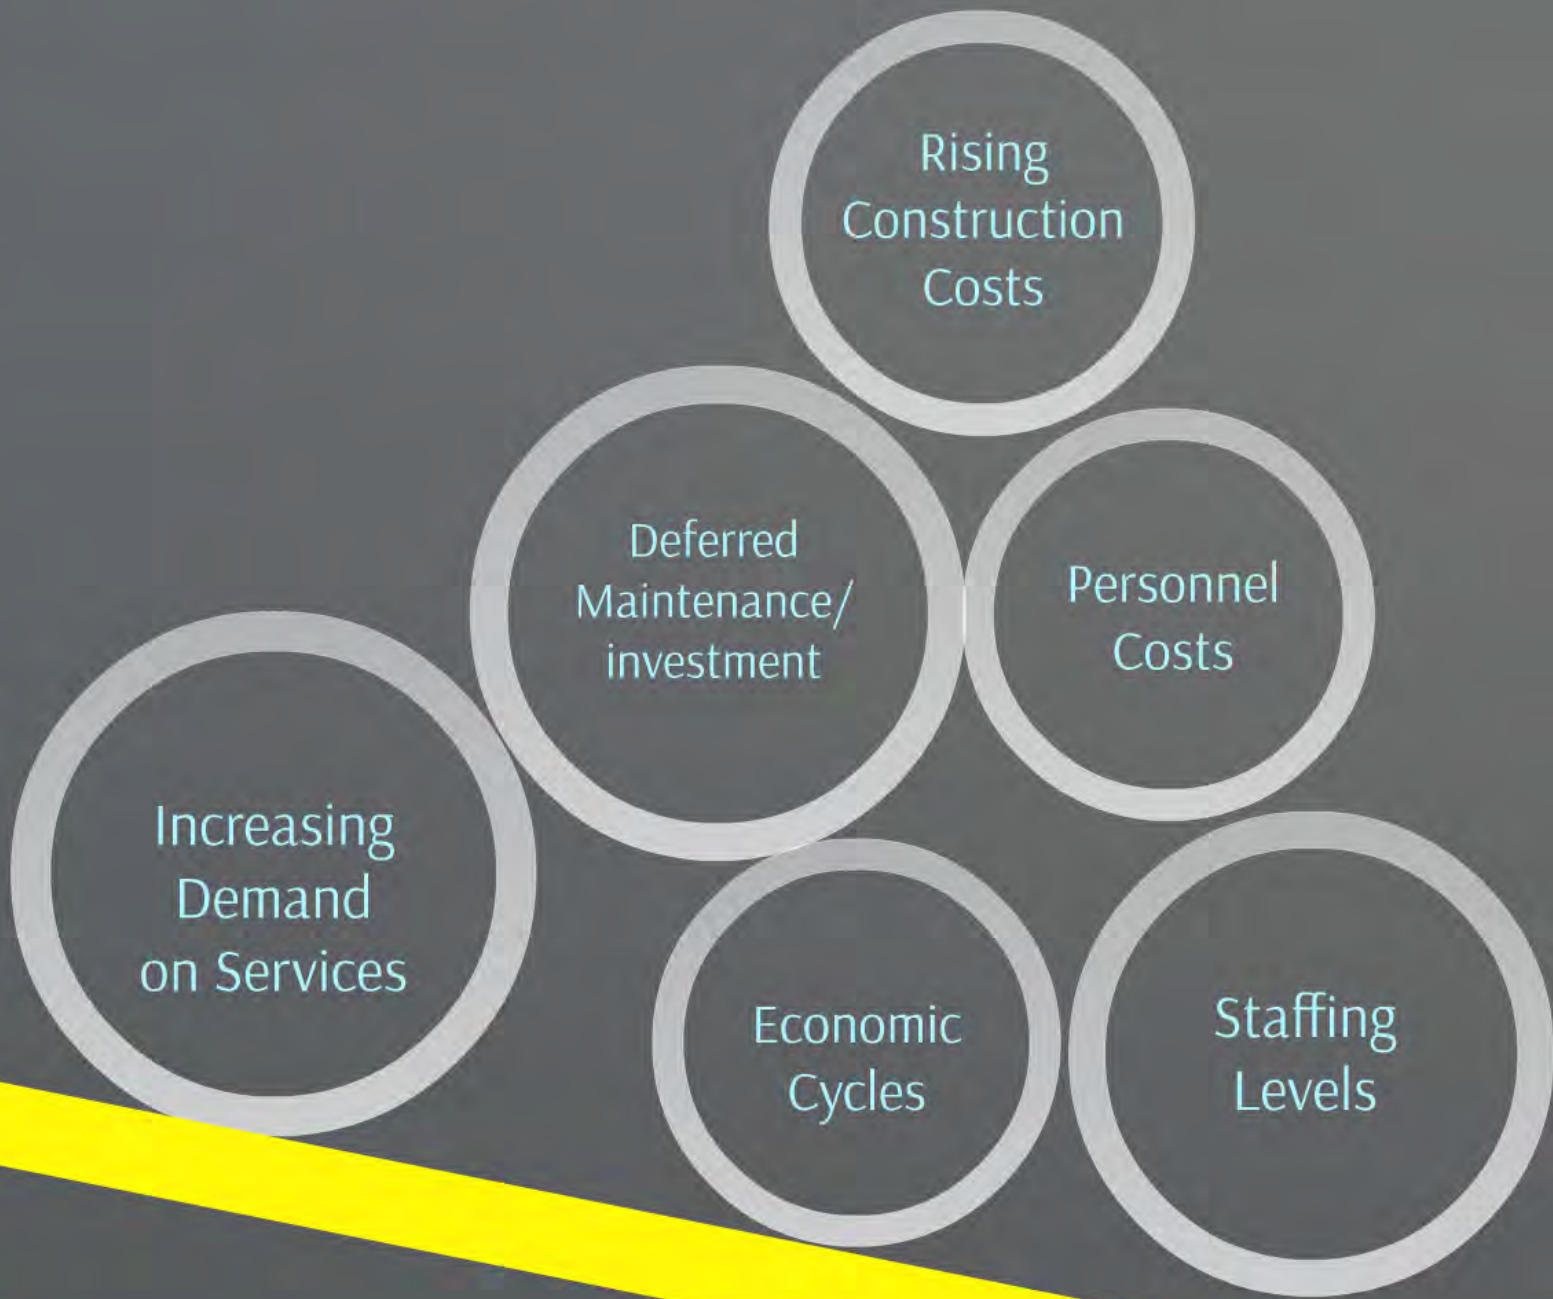 Rising
Construction
Costs
Deferred
Maintenance/
investment
Personnel
Costs
Increasing
Demand
on Services
Economic
Cycles
Staffing
Levels